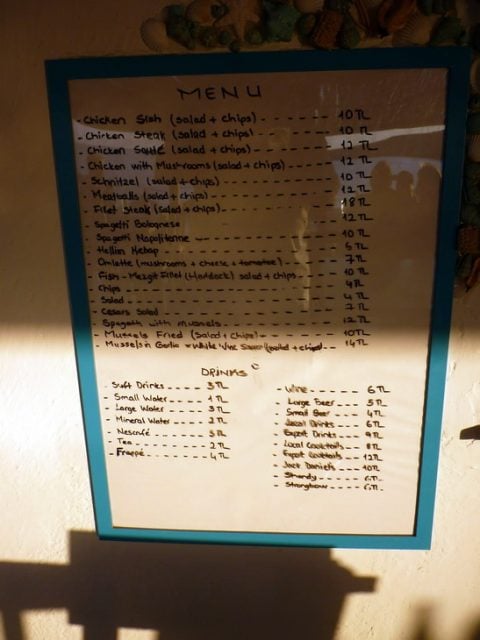 MENU
- Chicken Sish (salad + chips) 10 TL
- Chicken Steak (salad + chips) 10 TL
- Chicken Sauté (salad + chips) 12 TL
- Chicken with Mushrooms (salad + chips) 12 TL
- Schnitzel (salad + chips) 10 TL
- Meatballs (salad + chips) 12 TL
- Filet Steak (salad + chips) 18 TL
- Spagetti Bolognese 12 TL
- Spagetti Napolitenne 10 TL
- Hellim Kebap 6 TL
- Omlette (mushrooms + cheese + tomatoe) 7 TL
- Fish - Mezgit Fillet (Haddock) salad + chips 10 TL
- Chips 4 TL
- Salad 4 TL
- Cesars Salad 7 TL
- Spagetti with mussels 12 TL
- Mussels Fried (Salad + Chips) 10 TL
- Mussels in Garlic + White Wine Sauce (salad + chips) 14 TL
DRINKS
- Soft Drinks 3 TL
- Small Water 1 TL
- Large Water 3 TL
- Mineral Water 2 TL
- Nescafé 3 TL
- Tea 2 TL
- Frappé 4 TL
- Wine 6 TL
- Large Beer 5 TL
- Small Beer 4 TL
- Local Drinks 6 TL
- Export Drinks 9 TL
- Local Cocktails 8 TL
- Export Cocktails 12 TL
- Jack Daniels 10 TL
- Shandy 6 TL
- Strongbow 6 TL